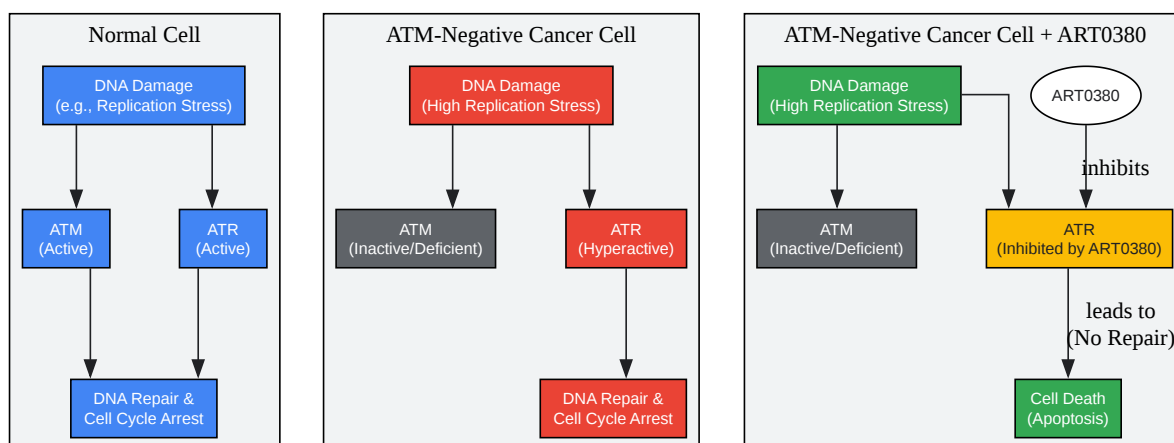 Normal Cell
DNA Damage
(e.g., Replication Stress)
ATM
(Active)
ATR
(Active)
DNA Repair &
Cell Cycle Arrest
ATM-Negative Cancer Cell
DNA Damage
(High Replication Stress)
ATM
(Inactive/Deficient)
ATR
(Hyperactive)
DNA Repair &
Cell Cycle Arrest
ATM-Negative Cancer Cell + ART0380
DNA Damage
(High Replication Stress)
ART0380
inhibits
ATM
(Inactive/Deficient)
ATR
(Inhibited by ART0380)
leads to
(No Repair)
Cell Death
(Apoptosis)